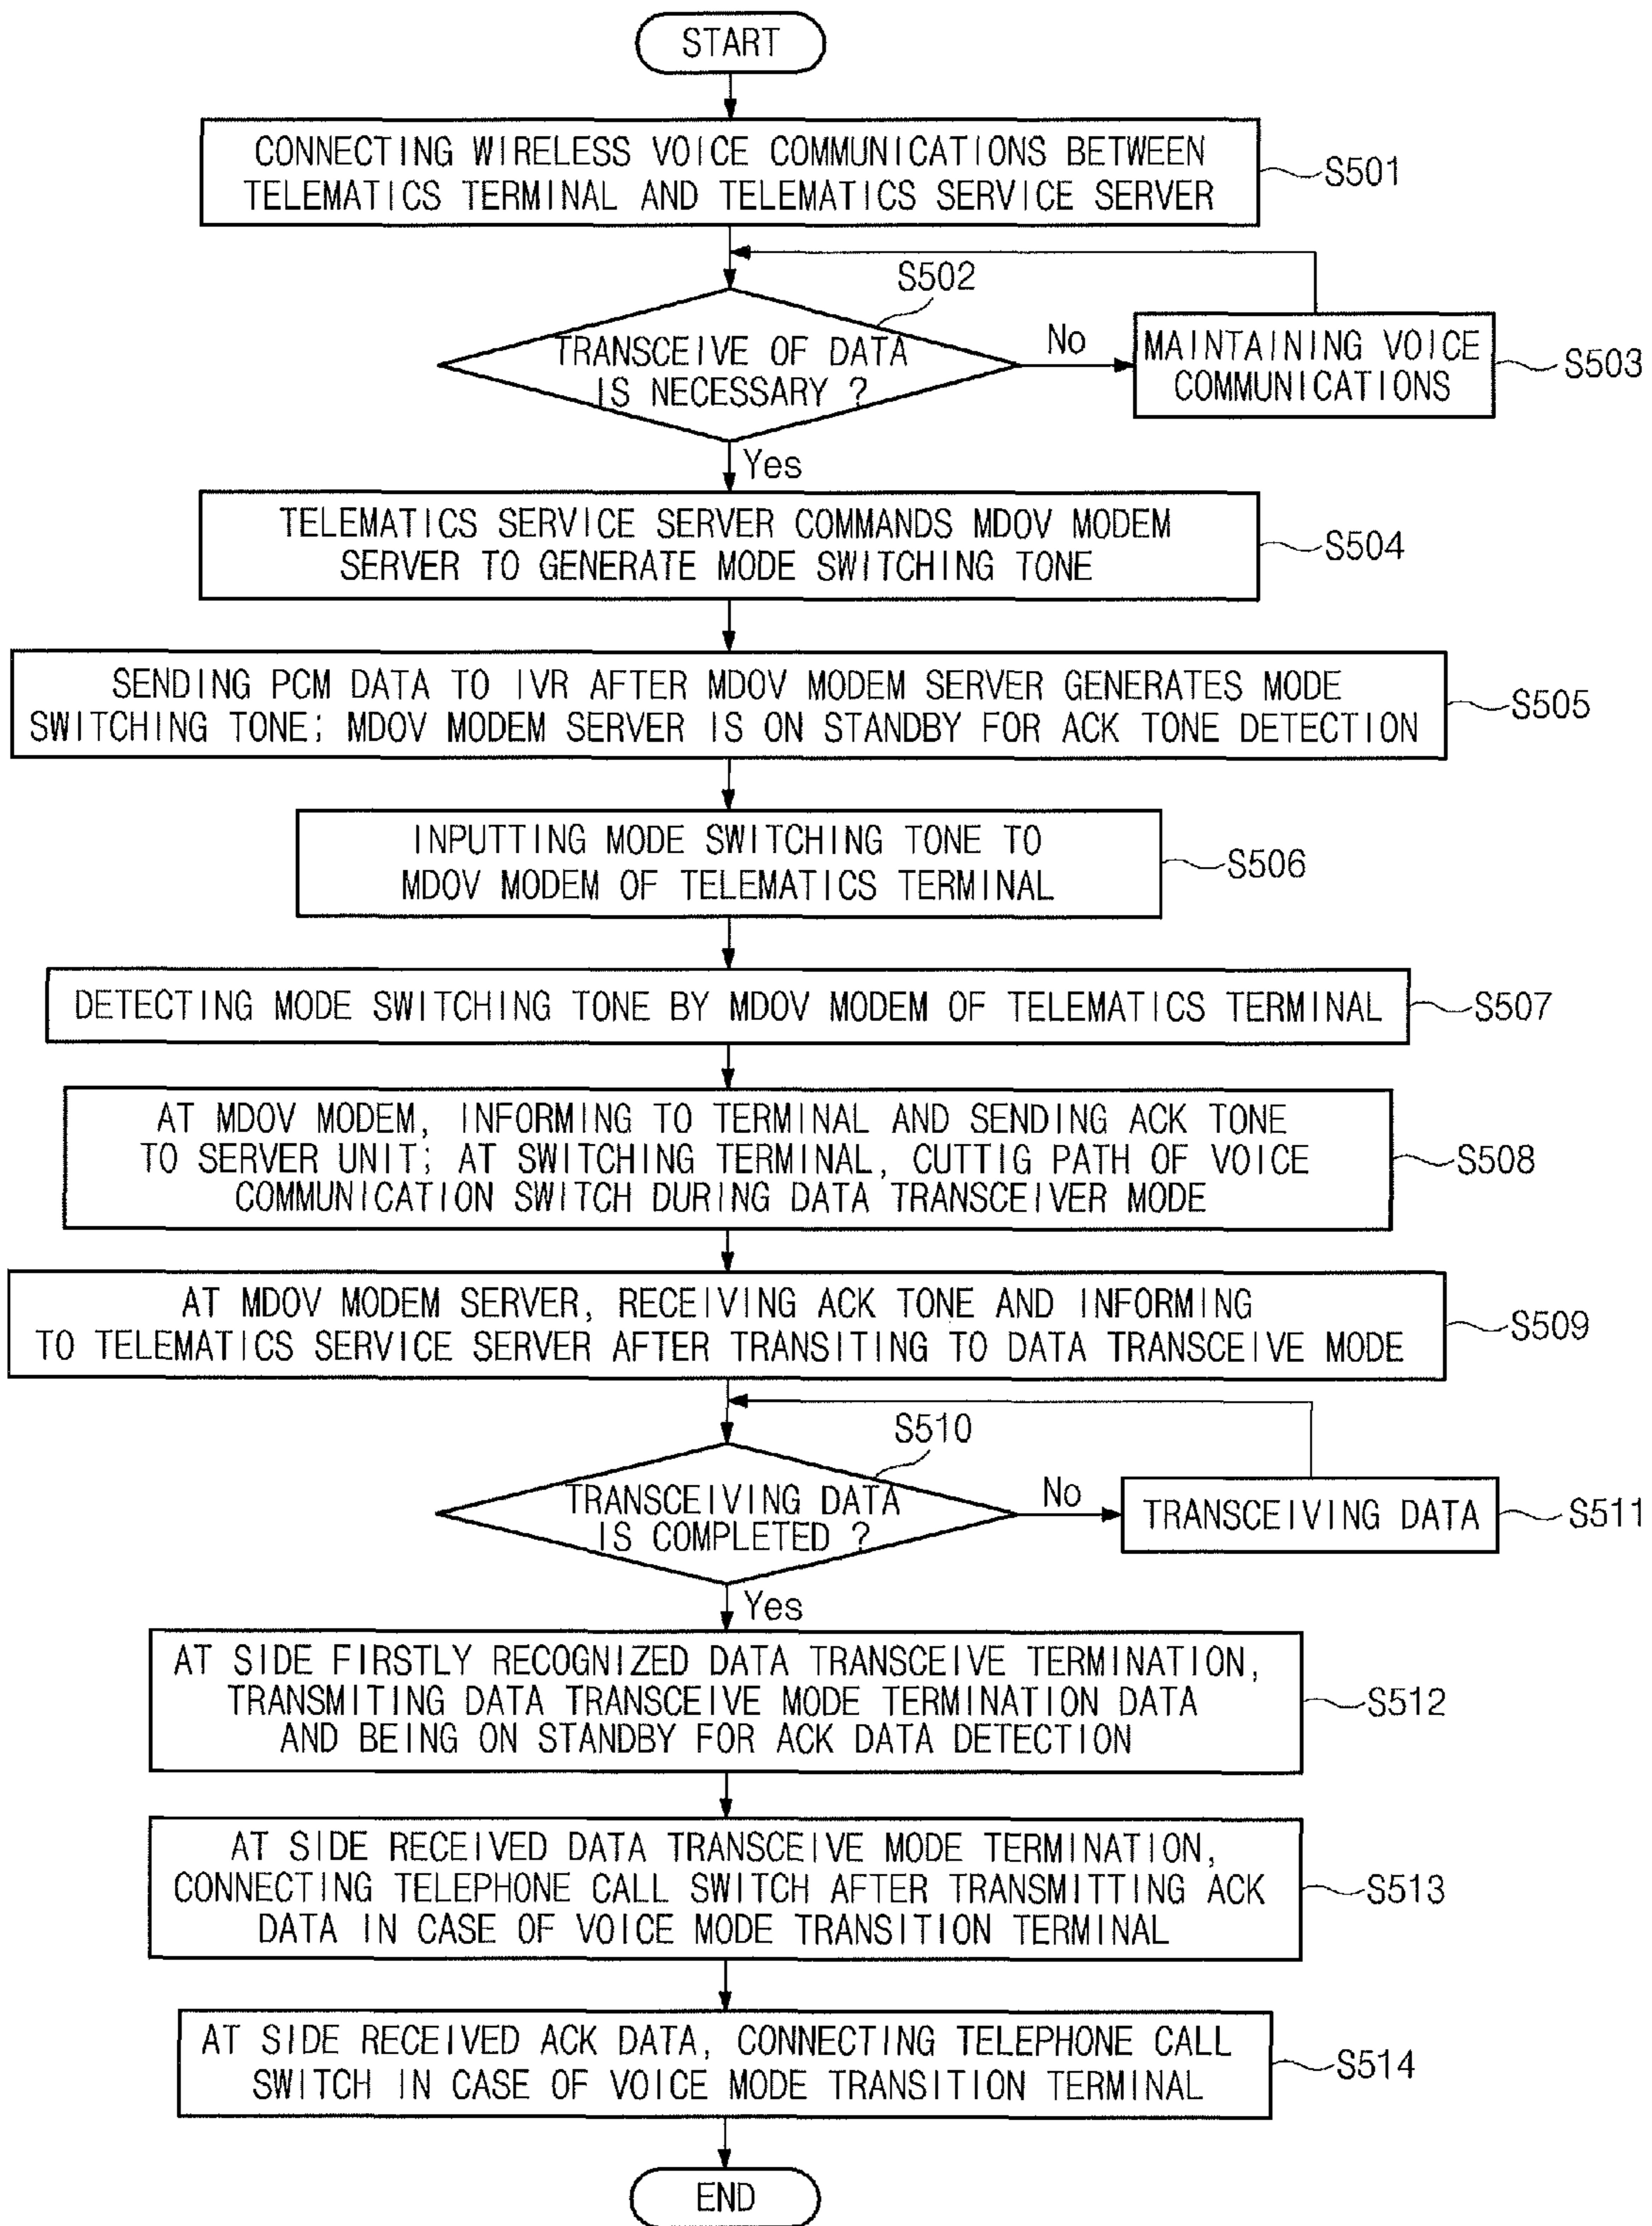 START
CONNECTING WIRELESS VOICE COMMUNICATIONS BETWEEN
TELEMATICS TERMINAL AND TELEMATICS SERVICE SERVER
S501
S502
TRANSCEIVE OF DATA
IS NECESSARY ?
No
MAINTAINING VOICE
COMMUNICATIONS
S503
Yes
TELEMATICS SERVICE SERVER COMMANDS MDOV MODEM
SERVER TO GENERATE MODE SWITCHING TONE
S504
SENDING PCM DATA TO IVR AFTER MDOV MODEM SERVER GENERATES MODE
SWITCHING TONE; MDOV MODEM SERVER IS ON STANDBY FOR ACK TONE DETECTION
S505
INPUTTING MODE SWITCHING TONE TO
MDOV MODEM OF TELEMATICS TERMINAL
S506
DETECTING MODE SWITCHING TONE BY MDOV MODEM OF TELEMATICS TERMINAL
S507
AT MDOV MODEM, INFORMING TO TERMINAL AND SENDING ACK TONE
TO SERVER UNIT; AT SWITCHING TERMINAL, CUTTIG PATH OF VOICE
COMMUNICATION SWITCH DURING DATA TRANSCEIVER MODE
S508
AT MDOV MODEM SERVER, RECEIVING ACK TONE AND INFORMING
TO TELEMATICS SERVICE SERVER AFTER TRANSITING TO DATA TRANSCEIVE MODE
S509
S510
TRANSCEIVING DATA
IS COMPLETED ?
No
TRANSCEIVING DATA
S511
Yes
AT SIDE FIRSTLY RECOGNIZED DATA TRANSCEIVE TERMINATION,
TRANSMITING DATA TRANSCEIVE MODE TERMINATION DATA
AND BEING ON STANDBY FOR ACK DATA DETECTION
S512
AT SIDE RECEIVED DATA TRANSCEIVE MODE TERMINATION,
CONNECTING TELEPHONE CALL SWITCH AFTER TRANSMITTING ACK
DATA IN CASE OF VOICE MODE TRANSITION TERMINAL
S513
AT SIDE RECEIVED ACK DATA, CONNECTING TELEPHONE CALL
SWITCH IN CASE OF VOICE MODE TRANSITION TERMINAL
S514
END